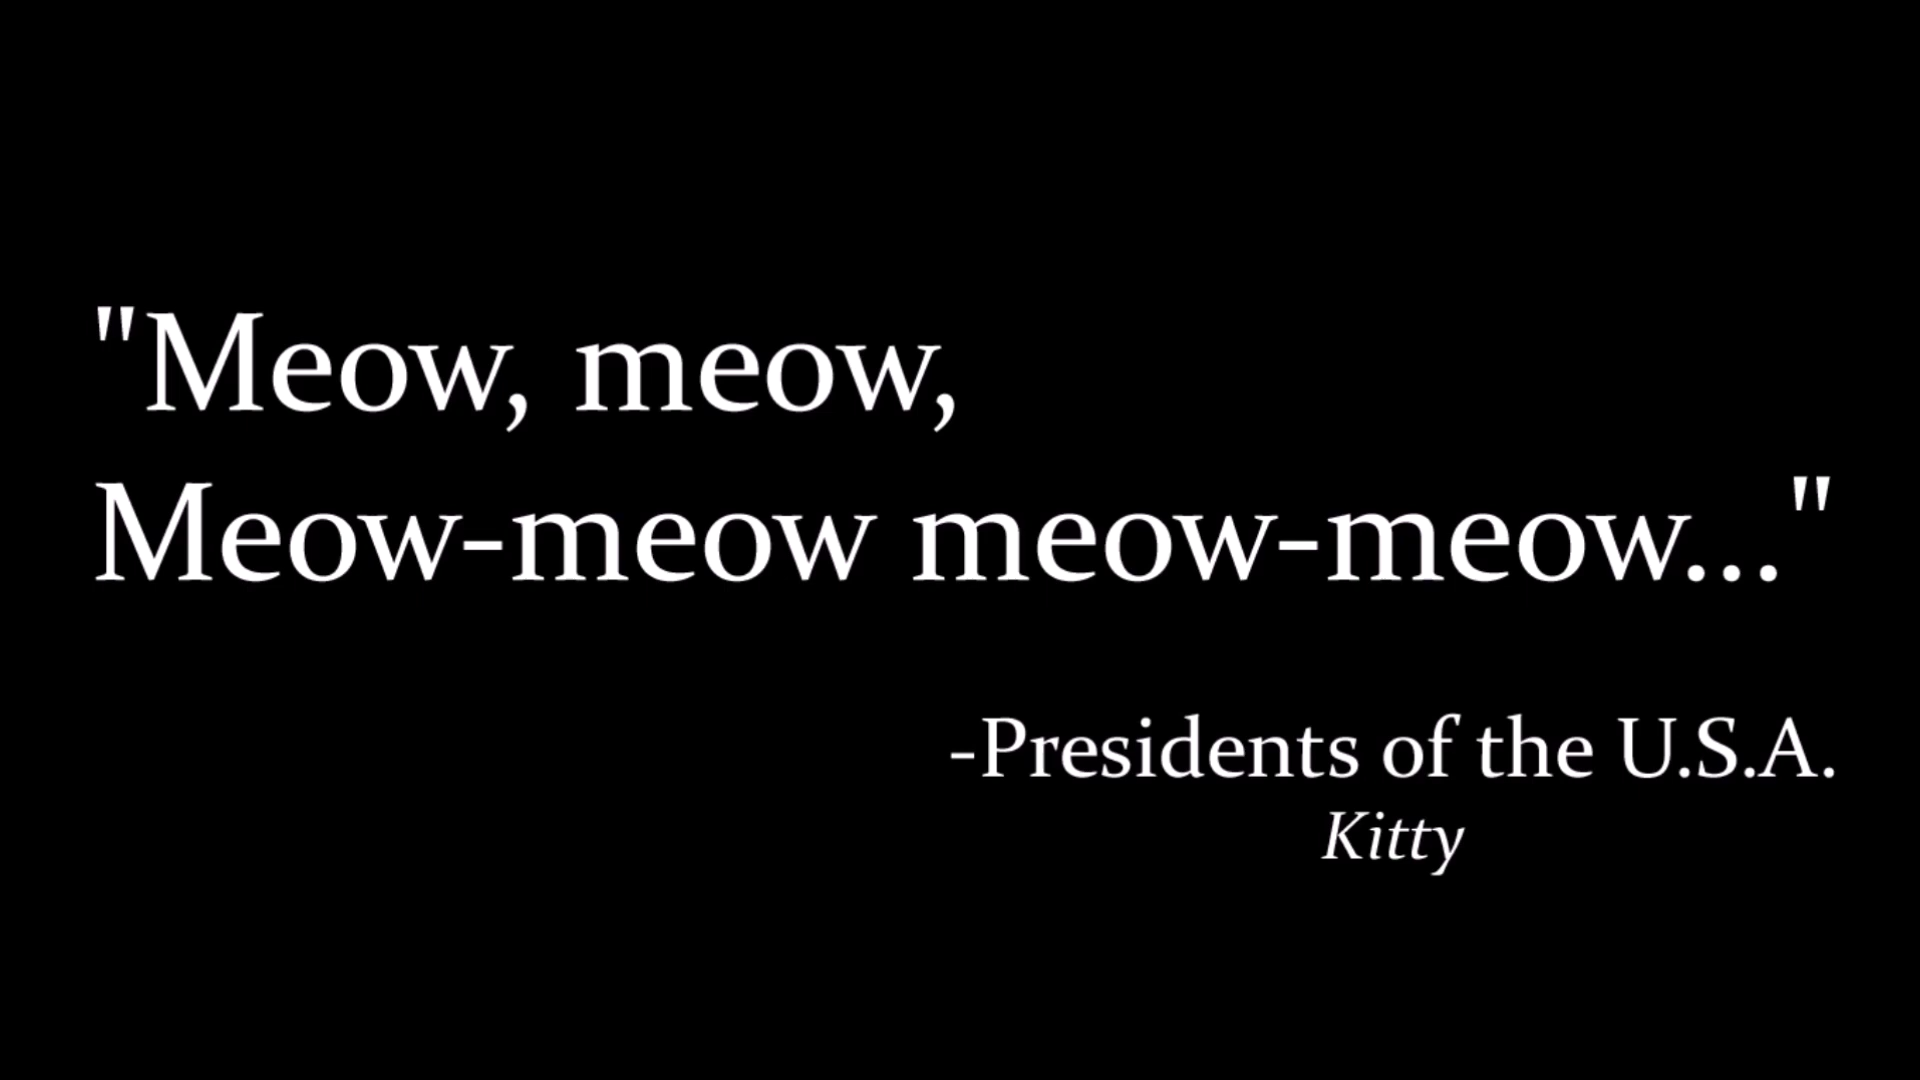 "Meow, meow,
Meow-meow meow-meow..."
-Presidents of the U.S.A.
Kitty